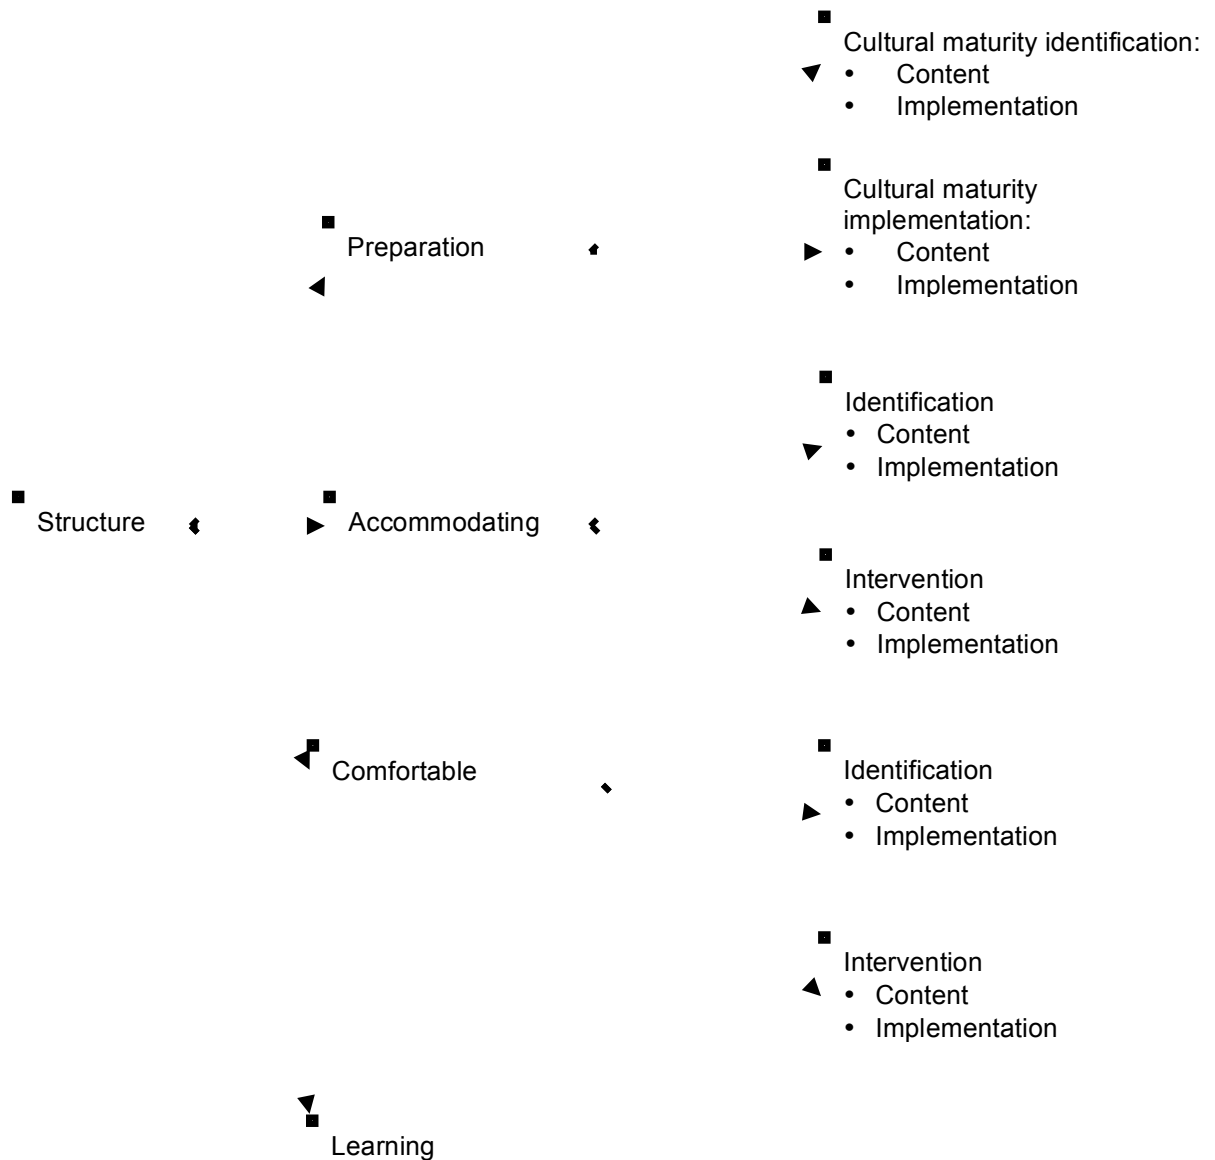 Cultural maturity identification:
• Content
• Implementation
Cultural maturity
implementation:
• Content
• Implementation
Preparation
Identification
• Content
• Implementation
Structure
Accommodating
Intervention
• Content
• Implementation
Comfortable
Identification
• Content
• Implementation
Intervention
• Content
• Implementation
Learning